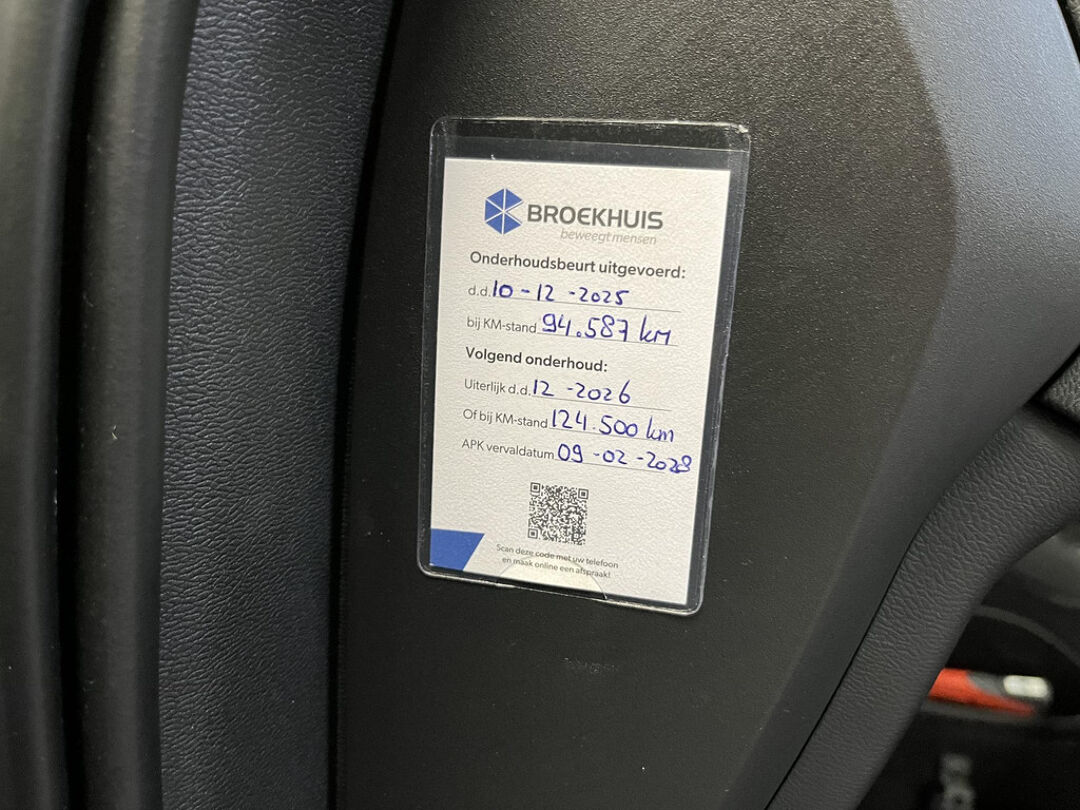 BROEKHUIS
beweegt mensen
Onderhoudsbeurt uitgevoerd:
d.d. 10-12-2025
bij KM-stand 94.587 km
Volgend onderhoud:
Uiterlijk d.d. 12-2026
Of bij KM-stand 124.500 km
APK vervaldatum 09-02-2028
Scan deze code met uw telefoon
en maak online een afspraak!